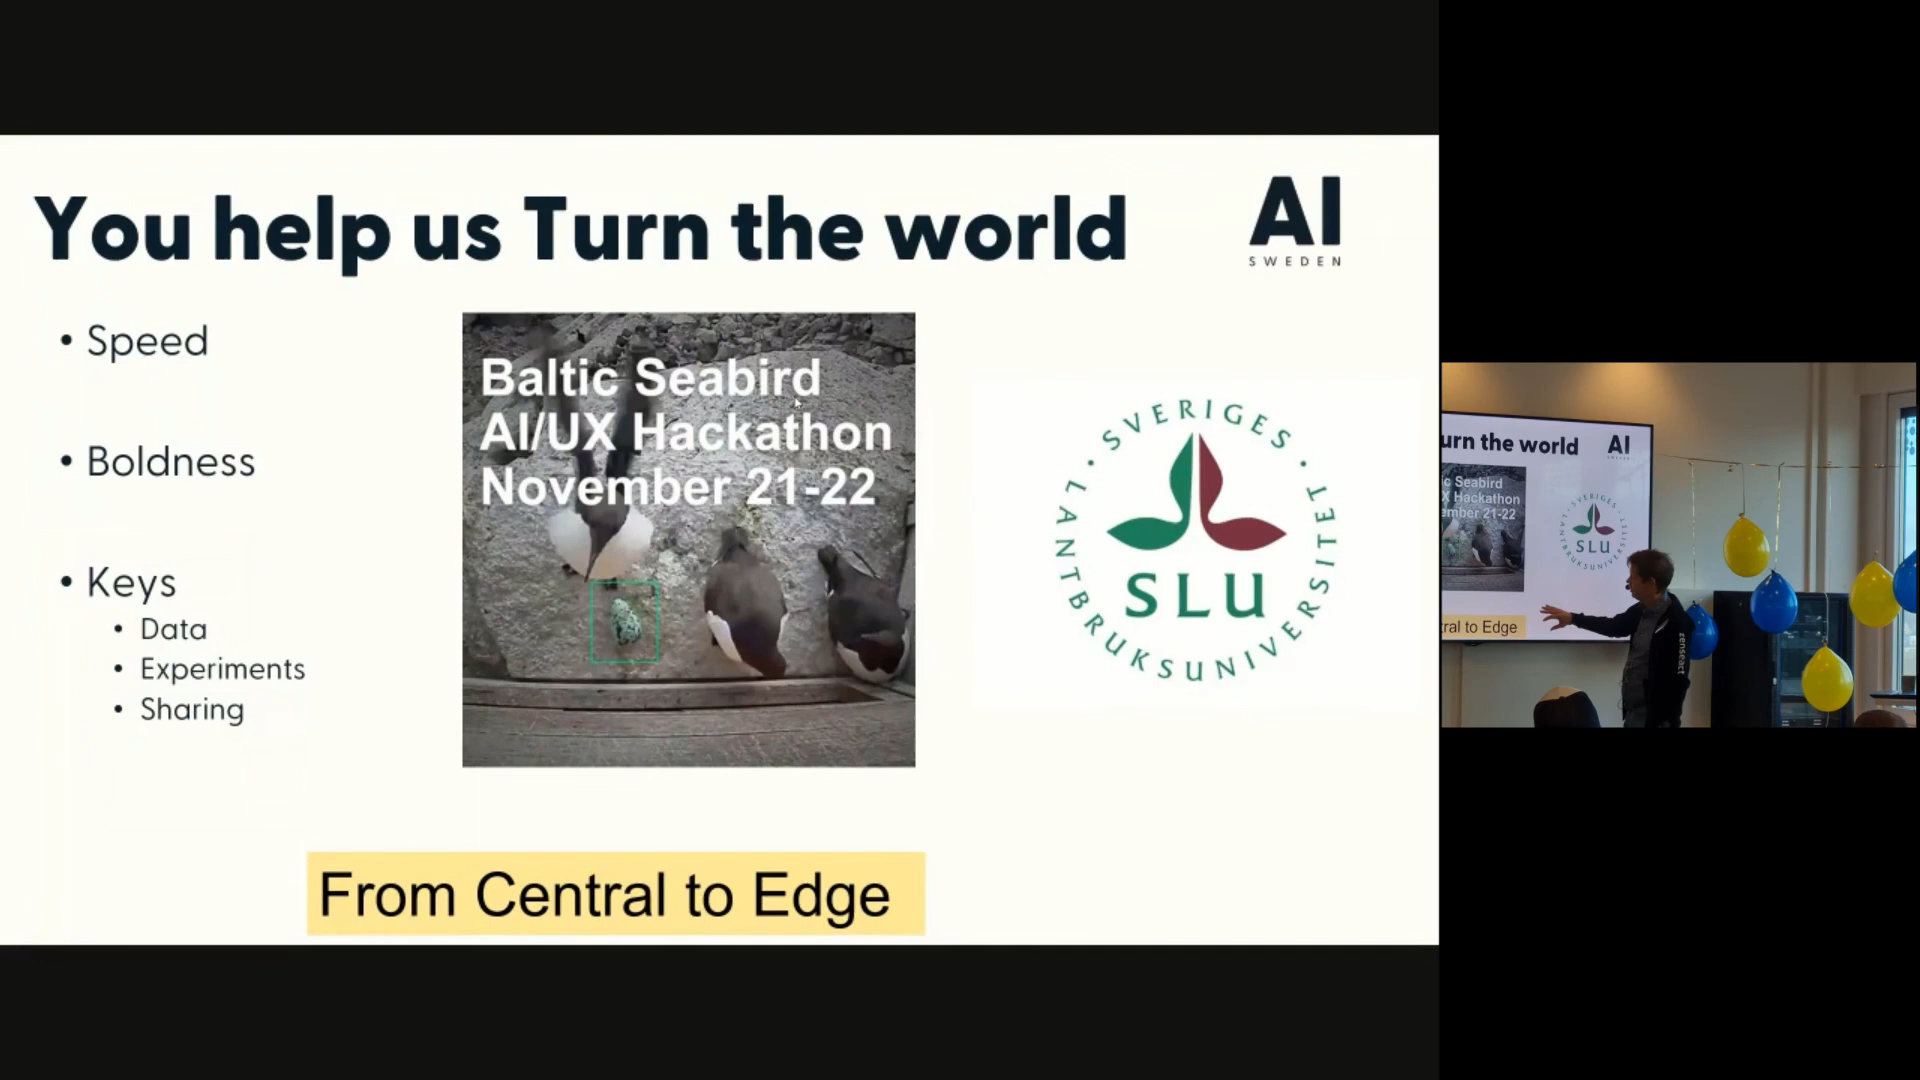 You help us Turn the world
AI
SWEDEN
• Speed
• Boldness
• Keys
• Data
• Experiments
• Sharing
Baltic Seabird
AI/UX Hackathon
November 21-22
SVERIGES
LANTBRUKSUNIVERSITET
SLU
From Central to Edge
urn the world
AI
c Seabird
X Hackathon
ember 21-22
SVERIGES
LANTBRUKSUNIVERSITET
SLU
ral to Edge
zenseact